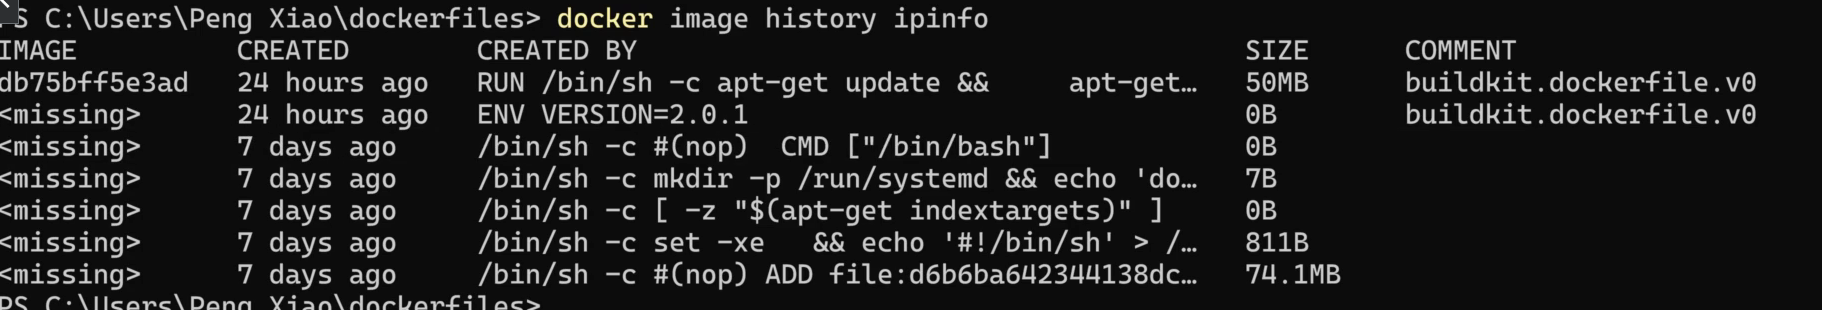 PS C:\Users\Peng Xiao\dockerfiles> docker image history ipinfo
IMAGE          CREATED        CREATED BY                                      SIZE      COMMENT
db75bff5e3ad   24 hours ago   RUN /bin/sh -c apt-get update &&     apt-get…   50MB      buildkit.dockerfile.v0
<missing>      24 hours ago   ENV VERSION=2.0.1                               0B        buildkit.dockerfile.v0
<missing>      7 days ago     /bin/sh -c #(nop)  CMD ["/bin/bash"]            0B
<missing>      7 days ago     /bin/sh -c mkdir -p /run/systemd && echo 'do…   7B
<missing>      7 days ago     /bin/sh -c [ -z "$(apt-get indextargets)" ]     0B
<missing>      7 days ago     /bin/sh -c set -xe   && echo '#!/bin/sh' > /…   811B
<missing>      7 days ago     /bin/sh -c #(nop) ADD file:d6b6ba642344138dc…   74.1MB
PS C:\Users\Peng Xiao\dockerfiles>